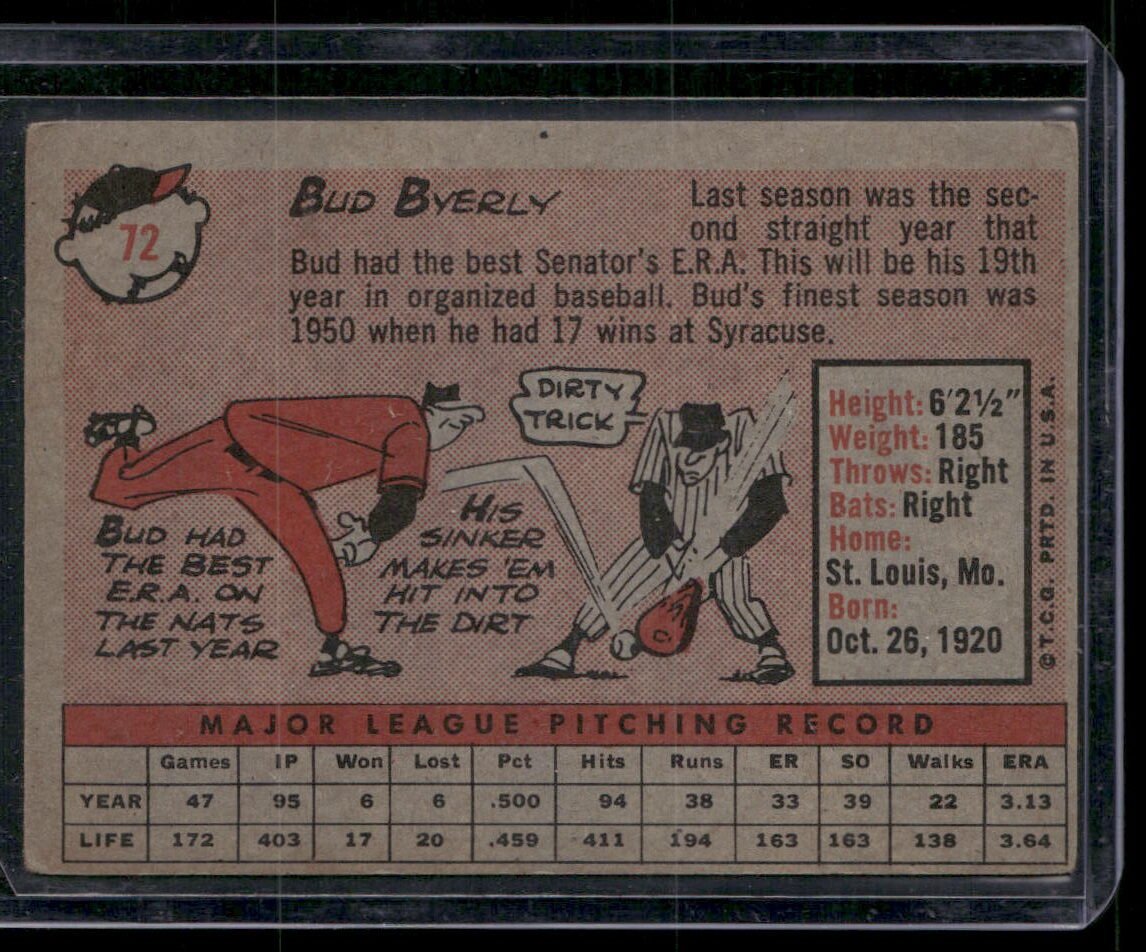 72
BUD BYERLY
Last season was the sec-
ond straight year that
Bud had the best Senator's E.R.A. This will be his 19th
year in organized baseball. Bud's finest season was
1950 when he had 17 wins at Syracuse.
BUD HAD
THE BEST
E.R.A. ON
THE NATS
LAST YEAR
HIS
SINKER
MAKES 'EM
HIT INTO
THE DIRT
DIRTY
TRICK
Height: 6'2½"
Weight: 185
Throws: Right
Bats: Right
Home:
St. Louis, Mo.
Born:
Oct. 26, 1920
©T.C.G. PRTD. IN U.S.A.
MAJOR LEAGUE PITCHING RECORD
Games IP Won Lost Pct Hits Runs ER SO Walks ERA
YEAR 47 95 6 6 .500 94 38 33 39 22 3.13
LIFE 172 403 17 20 .459 411 194 163 163 138 3.64